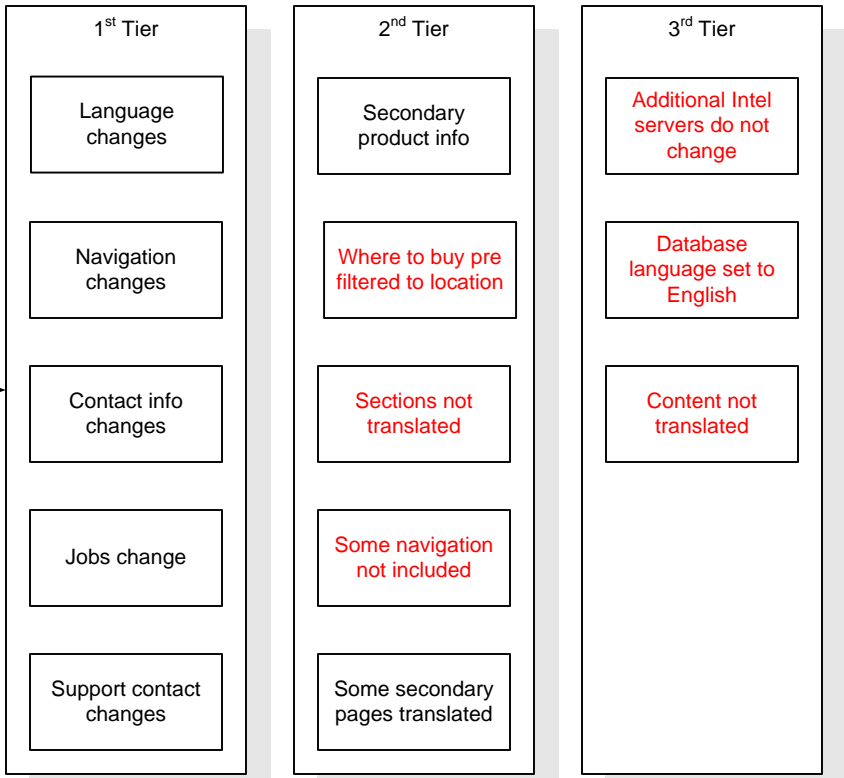 1st Tier
Language
changes
Navigation
changes
Contact info
changes
Jobs change
Support contact
changes
2nd Tier
Secondary
product info
Where to buy pre
filtered to location
Sections not
translated
Some navigation
not included
Some secondary
pages translated
3rd Tier
Additional Intel
servers do not
change
Database
language set to
English
Content not
translated